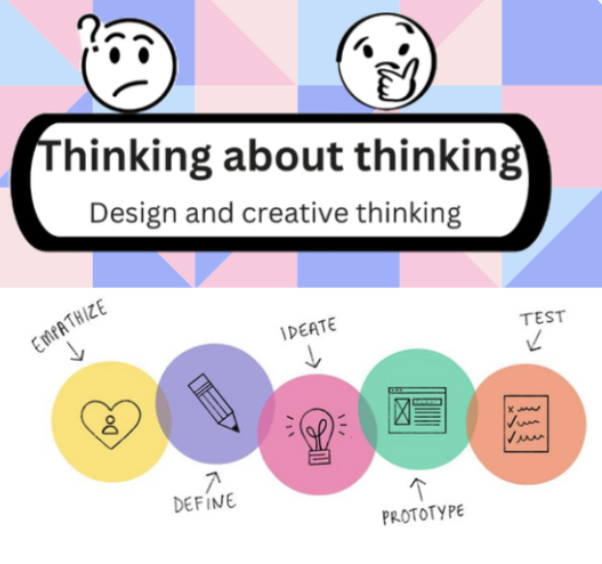 ?
Thinking about thinking
Design and creative thinking
EMPATHIZE
IDEATE
TEST
DEFINE
PROTOTYPE